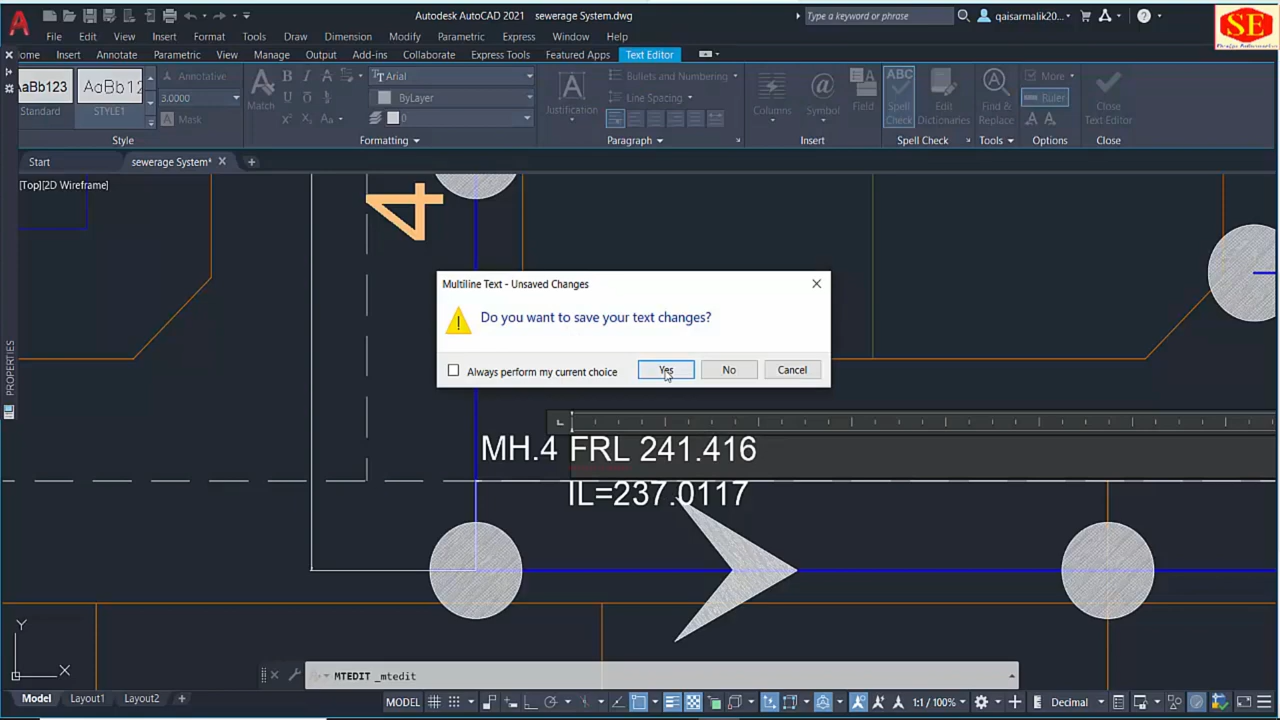 Autodesk AutoCAD 2021 sewerage System.dwg
Type a keyword or phrase
qaisarmalik20...
SE
File Edit View Insert Format Tools Draw Dimension Modify Parametric Express Window Help
ome Insert Annotate Parametric View Manage Output Add-ins Collaborate Express Tools Featured Apps Text Editor
AaBb123
AaBb12
Standard
STYLE1
Annotative
3.0000
Mask
Style
Match
B I A
Arial
U O
ByLayer
Aa
0
Formatting
Justification
Bullets and Numbering
Line Spacing
Paragraph
Columns
Symbol
Field
Insert
ABC
Spell
Check
Edit
Dictionaries
Spell Check
Find &
Replace
Tools
More
Ruler
Options
Close
Text Editor
Close
Start
sewerage System*
[Top][2D Wireframe]
4
Multiline Text - Unsaved Changes
Do you want to save your text changes?
Always perform my current choice
Yes
No
Cancel
PROPERTIES
MH.4 FRL 241.416
IL=237.0117
Y
X
MTEDIT _mtedit
Model Layout1 Layout2 +
MODEL
1:1 / 100%
Decimal